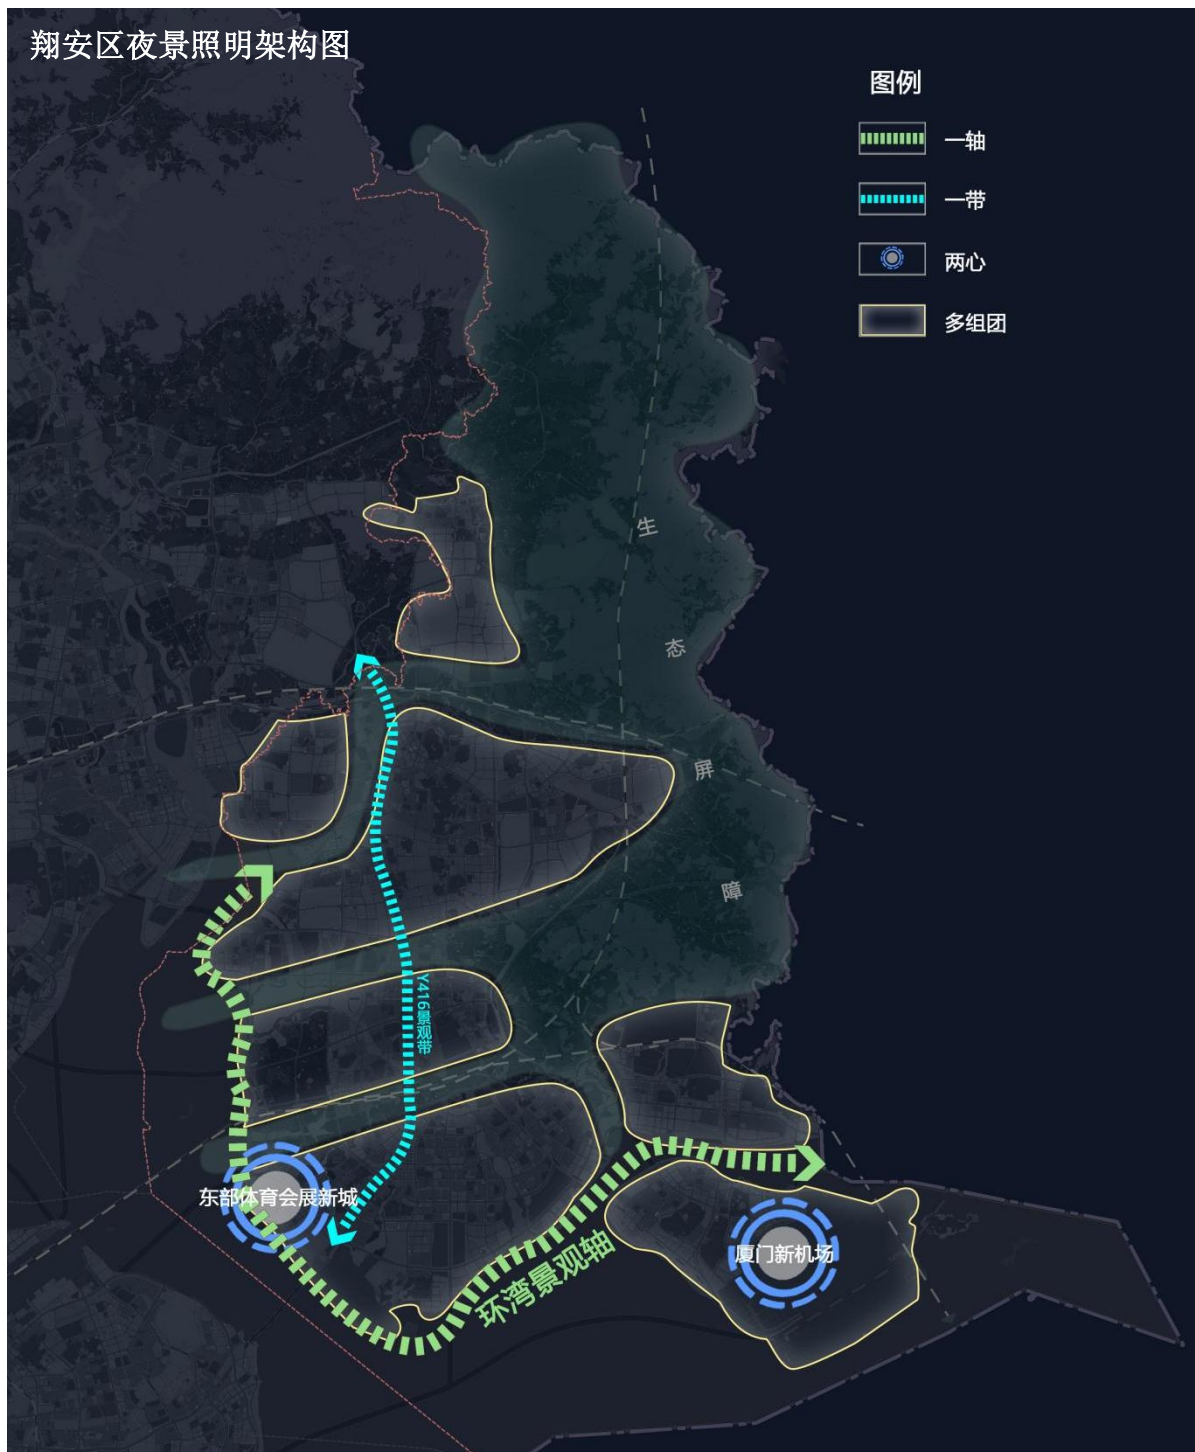 翔安区夜景照明架构图
图例
一轴
一带
两心
多组团
生
态
屏
障
Y416景观带
东部体育会展新城
厦门新机场
环湾景观轴